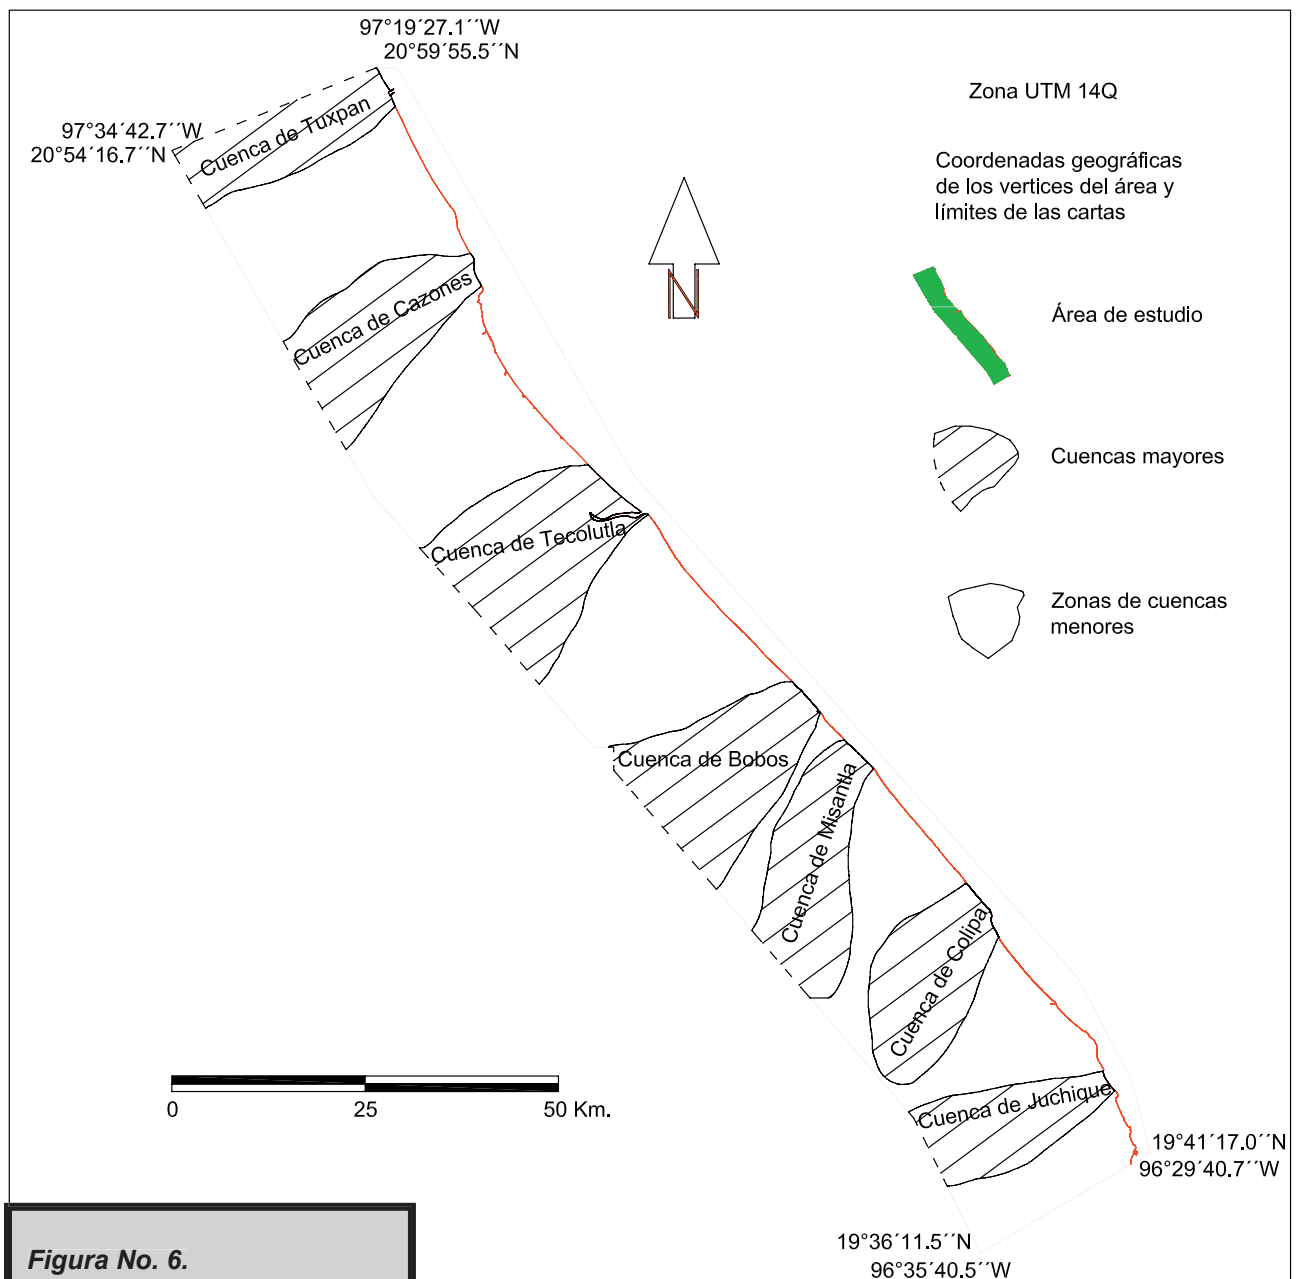 97°19´27.1´´W
20°59´55.5´´N
Zona UTM 14Q
97°34´42.7´´W
20°54´16.7´´N
Cuenca de Tuxpan
Coordenadas geográficas
de los vertices del área y
límites de las cartas
N
Cuenca de Cazones
Área de estudio
Cuencas mayores
Cuenca de Tecolutla
Zonas de cuencas
menores
Cuenca de Bobos
Cuenca de Misantla
Cuenca de Colipa
Cuenca de Juchique
0
25
50 Km.
19°41´17.0´´N
96°29´40.7´´W
19°36´11.5´´N
96°35´40.5´´W
Figura No. 6.